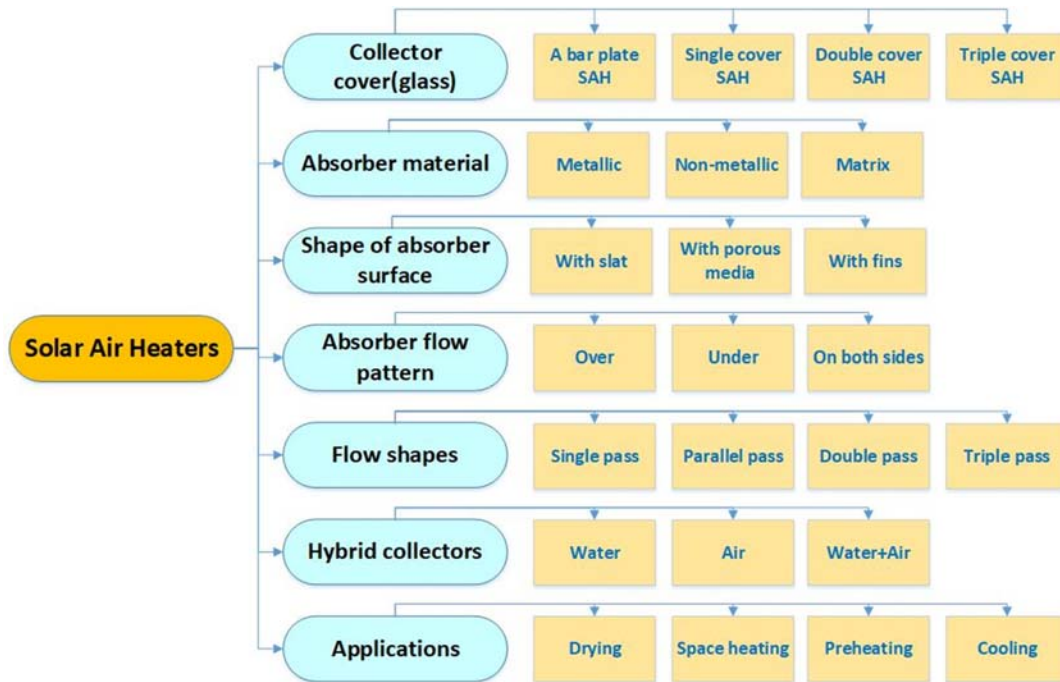 Collector
cover(glass)
A bar plate
SAH
Single cover
SAH
Double cover
SAH
Triple cover
SAH
Absorber material
Metallic
Non-metallic
Matrix
Shape of absorber
surface
With slat
With porous
media
With fins
Solar Air Heaters
Absorber flow
pattern
Over
Under
On both sides
Flow shapes
Single pass
Parallel pass
Double pass
Triple pass
Hybrid collectors
Water
Air
Water+Air
Applications
Drying
Space heating
Preheating
Cooling